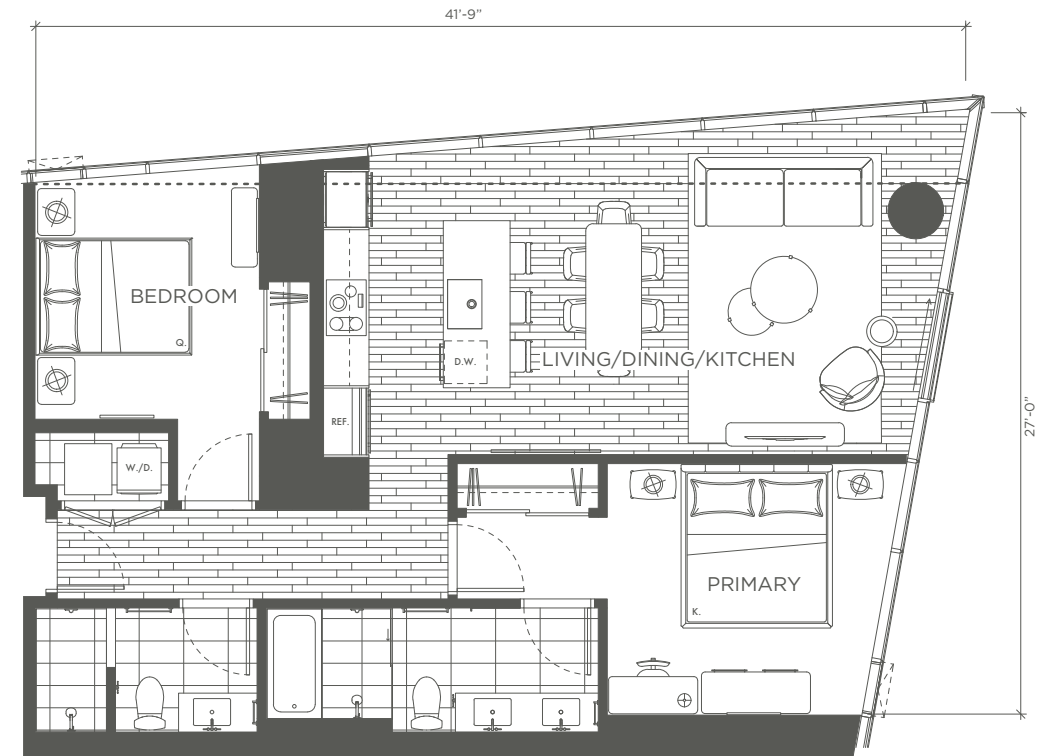 41'-9"
BEDROOM
Q.
D.W.
LIVING/DINING/KITCHEN
27'-0"
REF.
W./D.
PRIMARY
K.